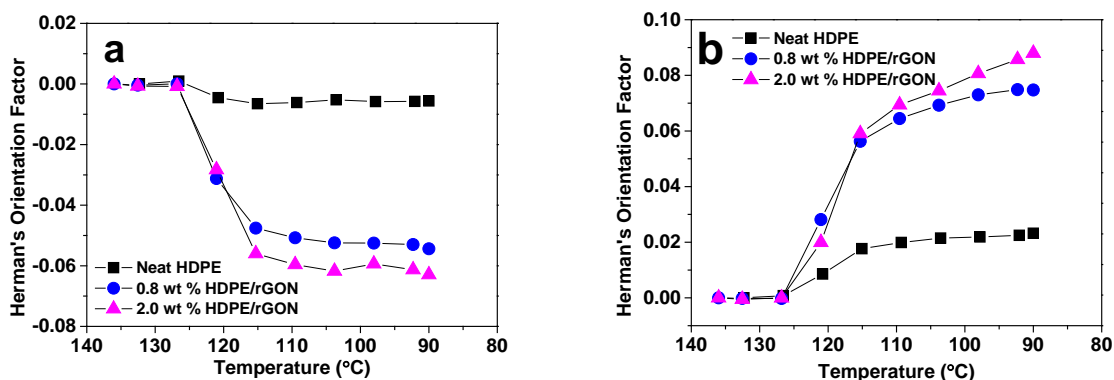 a
Herman's Orientation Factor
0.02
0.00
-0.02
-0.04
-0.06
-0.08
Neat HDPE
0.8 wt % HDPE/rGON
2.0 wt % HDPE/rGON
140 130 120 110 100 90 80
Temperature (°C)
b
Herman's Orientation Factor
0.10
0.08
0.06
0.04
0.02
0.00
Neat HDPE
0.8 wt % HDPE/rGON
2.0 wt % HDPE/rGON
140 130 120 110 100 90 80
Temperature (°C)